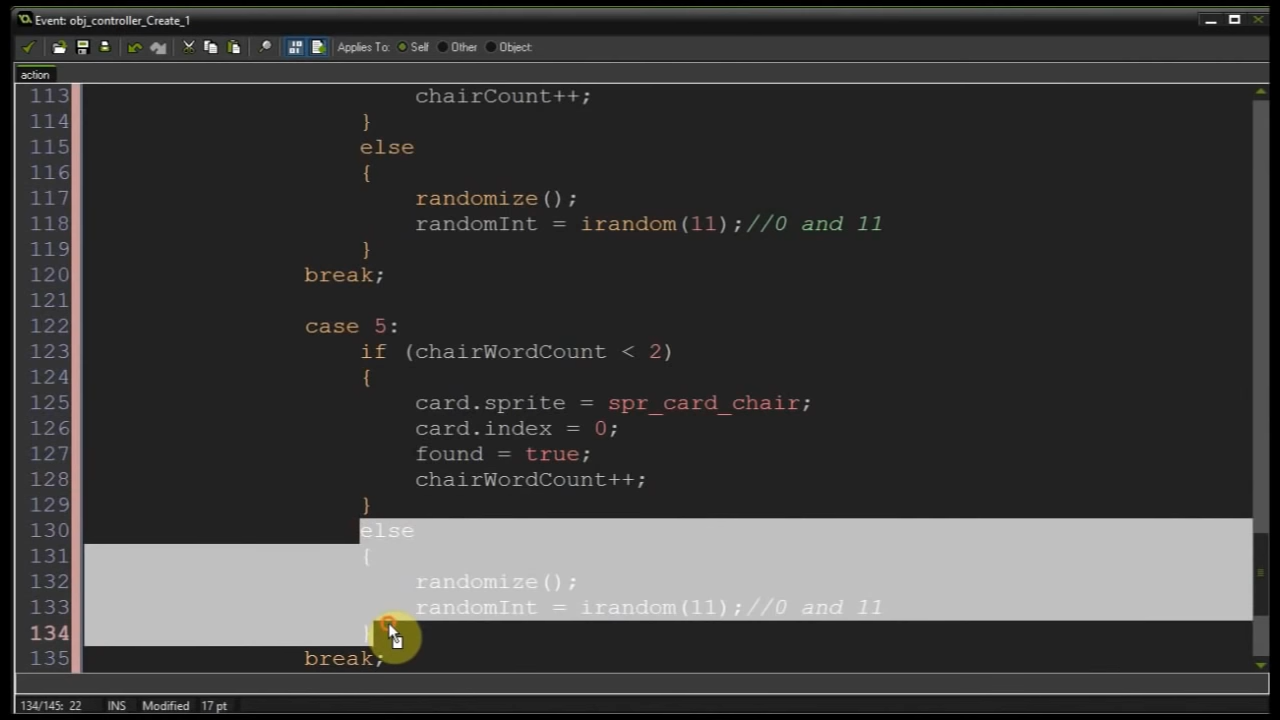 Event: obj_controller_Create_1
Applies To: Self Other Object:
action
113 chairCount++;
114 }
115 else
116 {
117 randomize();
118 randomInt = irandom(11);//0 and 11
119 }
120 break;
121
122 case 5:
123 if (chairWordCount < 2)
124 {
125 card.sprite = spr_card_chair;
126 card.index = 0;
127 found = true;
128 chairWordCount++;
129 }
130 else
131 {
132 randomize();
133 randomInt = irandom(11);//0 and 11
134 }
135 break;
134/145: 22 INS Modified 17 pt